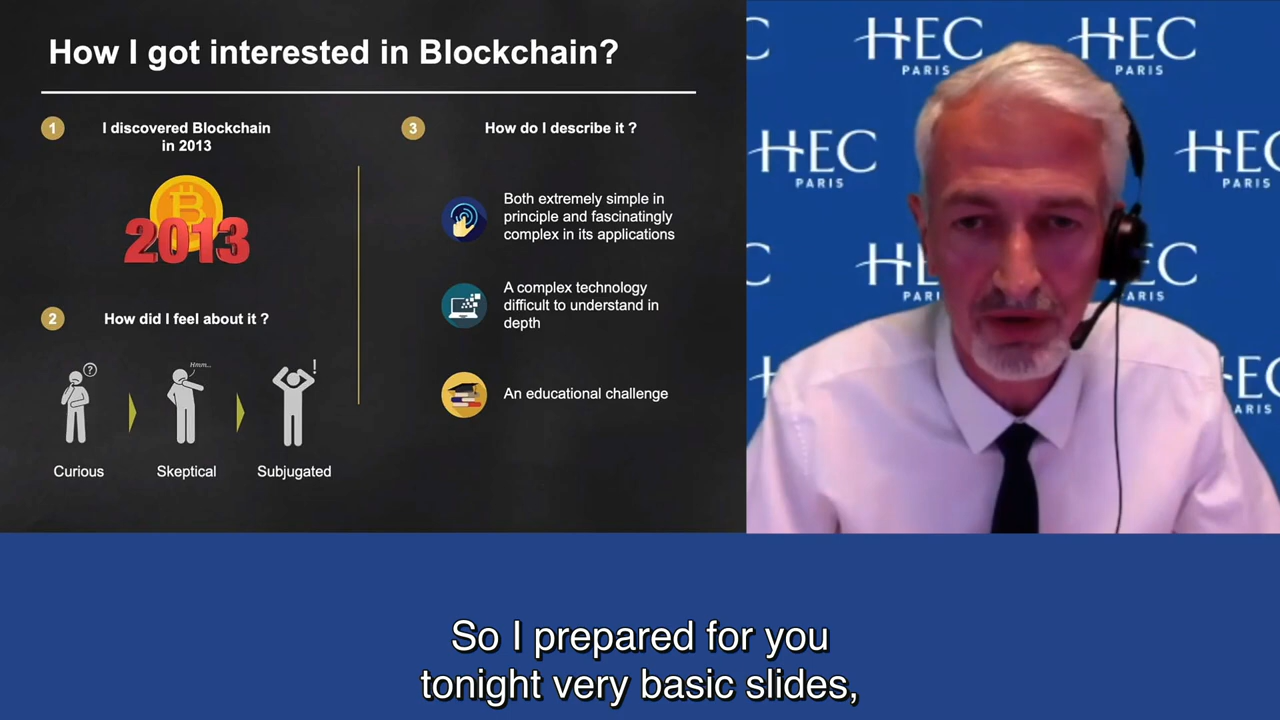 How I got interested in Blockchain?
1
I discovered Blockchain
in 2013
B
2013
2
How did I feel about it ?
?
Hmm...
!
Curious
Skeptical
Subjugated
3
How do I describe it ?
Both extremely simple in
principle and fascinatingly
complex in its applications
A complex technology
difficult to understand in
depth
An educational challenge
HEC
PARIS
HEC
PARIS
HEC
PARIS
HEC
PARIS
So I prepared for you
tonight very basic slides,